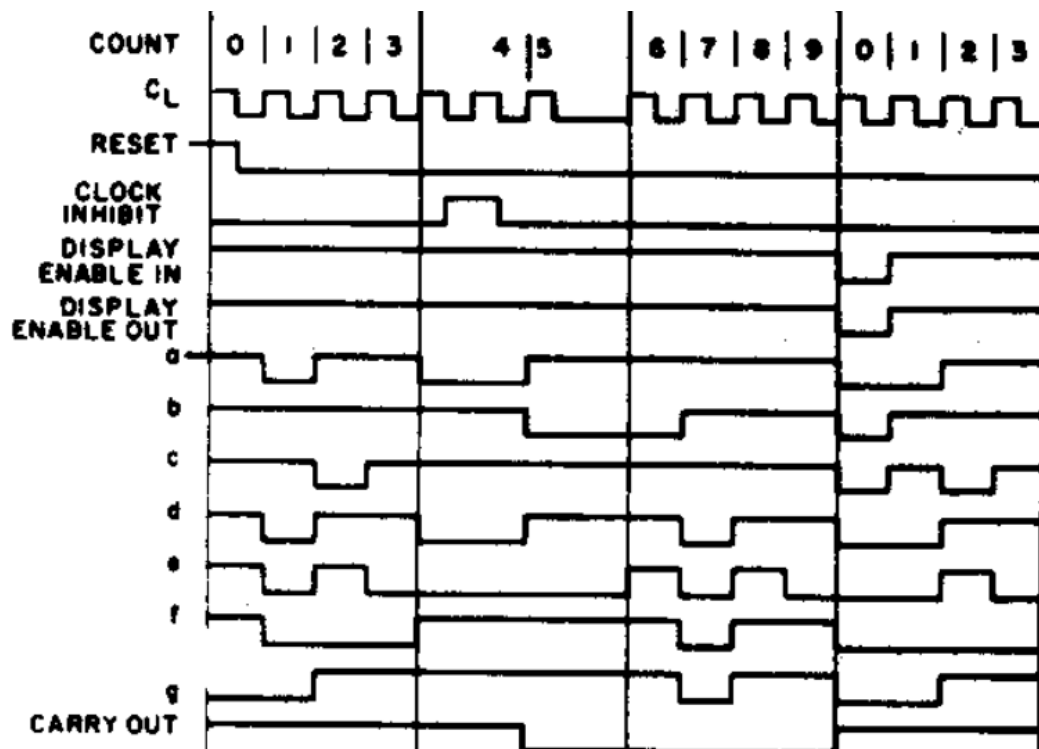 COUNT 0 1 2 3 4 5 6 7 8 9 0 1 2 3
CL
RESET
CLOCK
INHIBIT
DISPLAY
ENABLE IN
DISPLAY
ENABLE OUT
a
b
c
d
e
f
g
CARRY OUT